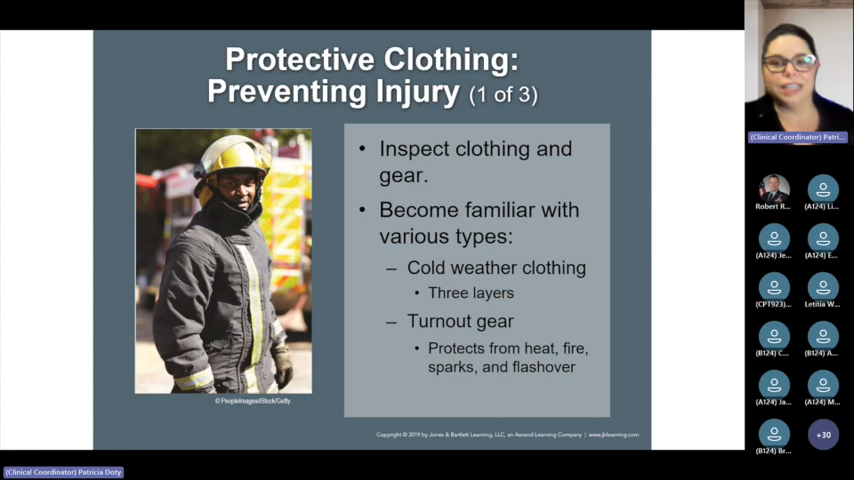 Protective Clothing:
Preventing Injury (1 of 3)
• Inspect clothing and
gear.
• Become familiar with
various types:
– Cold weather clothing
• Three layers
– Turnout gear
• Protects from heat, fire,
sparks, and flashover
© PeopleImages/iStock/Getty.
Copyright © 2019 by Jones & Bartlett Learning, LLC, an Ascend Learning Company | www.jblearning.com
(Clinical Coordinator) Patri...
Robert R...
(A124) Li...
(A124) Je...
(A124) E...
(CPT923)...
Letitia W...
(B124) C...
(B124) A...
(A124) Ja...
(A124) M...
(B124) Br...
+30
(Clinical Coordinator) Patricia Doty